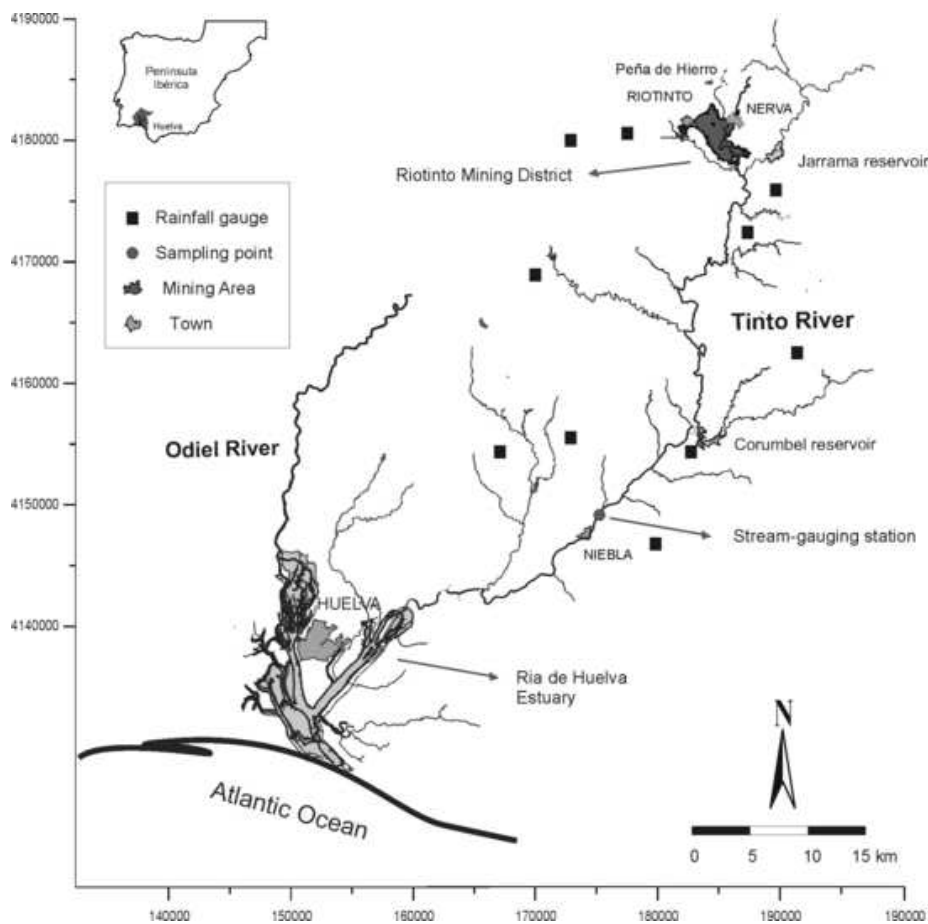 4190000
4180000
4170000
4160000
4150000
4140000
Península
Ibérica
Huelva
Rainfall gauge
Sampling point
Mining Area
Town
Peña de Hierro
RIOTINTO
NERVA
Riotinto Mining District
Jarrama reservoir
Tinto River
Odiel River
Corumbel reservoir
Stream-gauging station
NIEBLA
HUELVA
Ria de Huelva
Estuary
Atlantic Ocean
N
0 5 10 15 km
140000 150000 160000 170000 180000 190000 190000